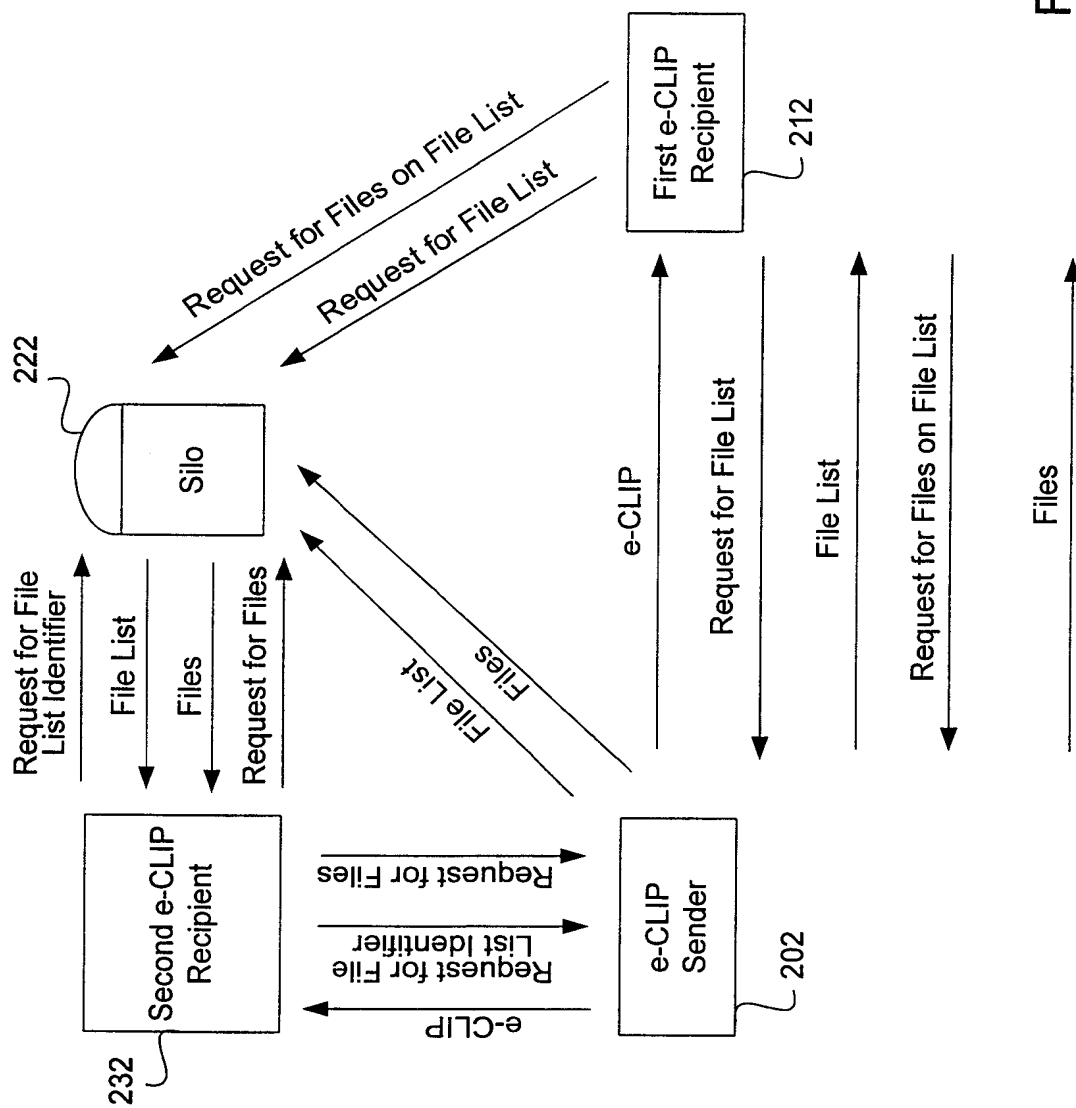 Request for File
List Identifier
File List
Files
Request for Files
222
Silo
Request for Files on File List
Request for File List
232
Second e-CLIP
Recipient
File List
Files
First e-CLIP
Recipient
212
e-CLIP
Request for File
List Identifier
Request for Files
e-CLIP
Sender
202
e-CLIP
Request for File List
File List
Request for Files on File List
Files